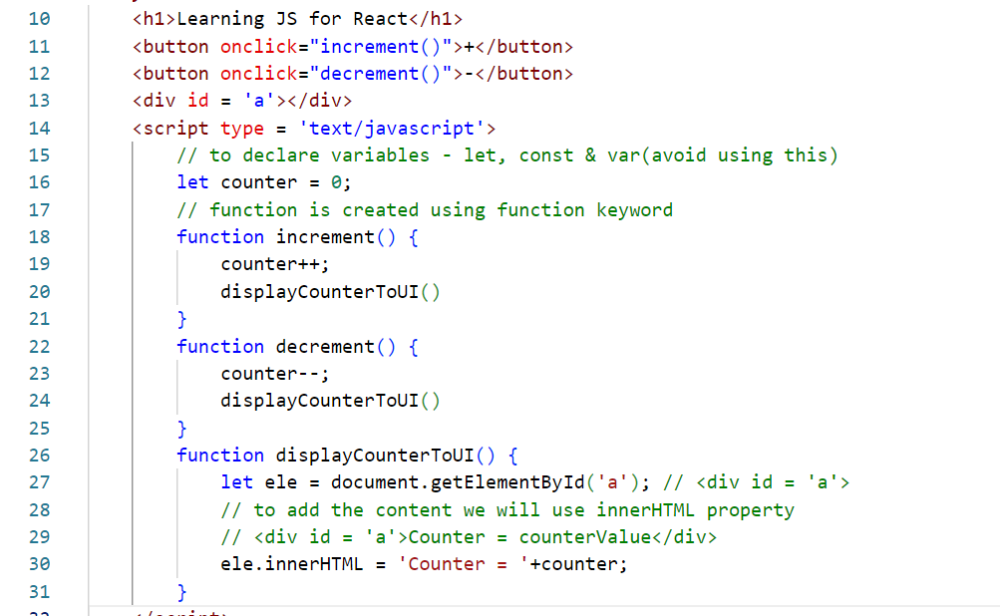 10 <h1>Learning JS for React</h1>
11 <button onclick="increment()">+</button>
12 <button onclick="decrement()">-</button>
13 <div id = 'a'></div>
14 <script type = 'text/javascript'>
15 // to declare variables - let, const & var(avoid using this)
16 let counter = 0;
17 // function is created using function keyword
18 function increment() {
19 counter++;
20 displayCounterToUI()
21 }
22 function decrement() {
23 counter--;
24 displayCounterToUI()
25 }
26 function displayCounterToUI() {
27 let ele = document.getElementById('a'); // <div id = 'a'>
28 // to add the content we will use innerHTML property
29 // <div id = 'a'>Counter = counterValue</div>
30 ele.innerHTML = 'Counter = '+counter;
31 }